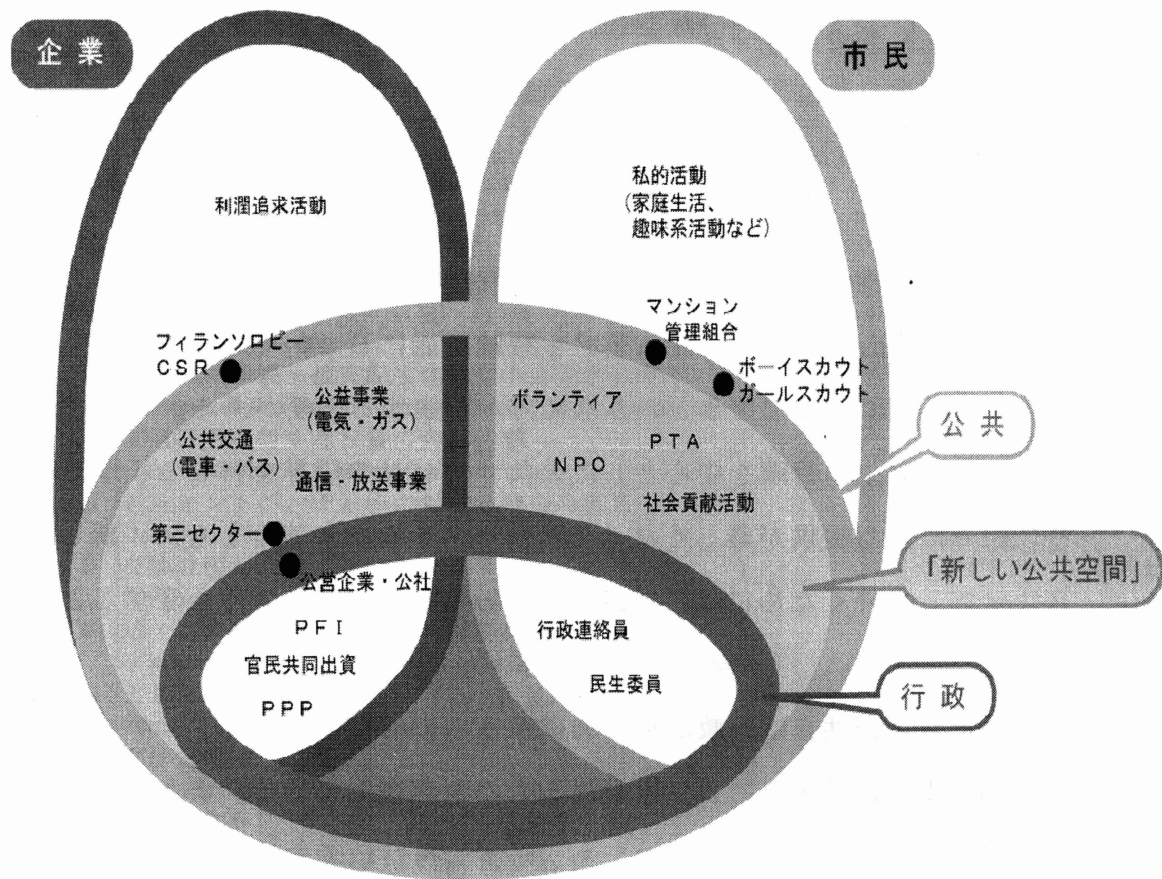 企業
市民
利潤追求活動
私的活動
(家庭生活、
趣味系活動など)
マンション
管理組合
フィランソロピー
CSR
ボーイスカウト
ガールスカウト
公益事業
(電気・ガス)
ボランティア
公共
公共交通
(電車・バス)
PTA
NPO
通信・放送事業
社会貢献活動
第三セクター
「新しい公共空間」
公営企業・公社
PFI
行政連絡員
官民共同出資
民生委員
行政
PPP